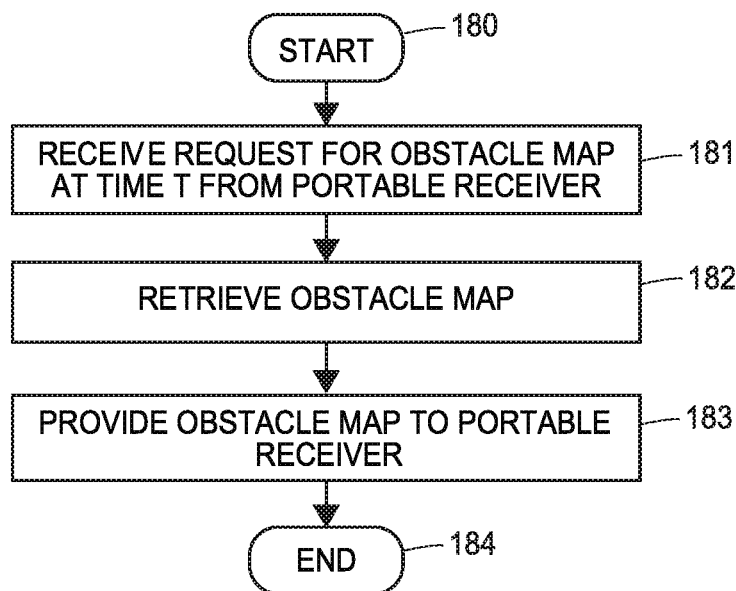 START
180
RECEIVE REQUEST FOR OBSTACLE MAP
AT TIME T FROM PORTABLE RECEIVER
181
RETRIEVE OBSTACLE MAP
182
PROVIDE OBSTACLE MAP TO PORTABLE
RECEIVER
183
END
184